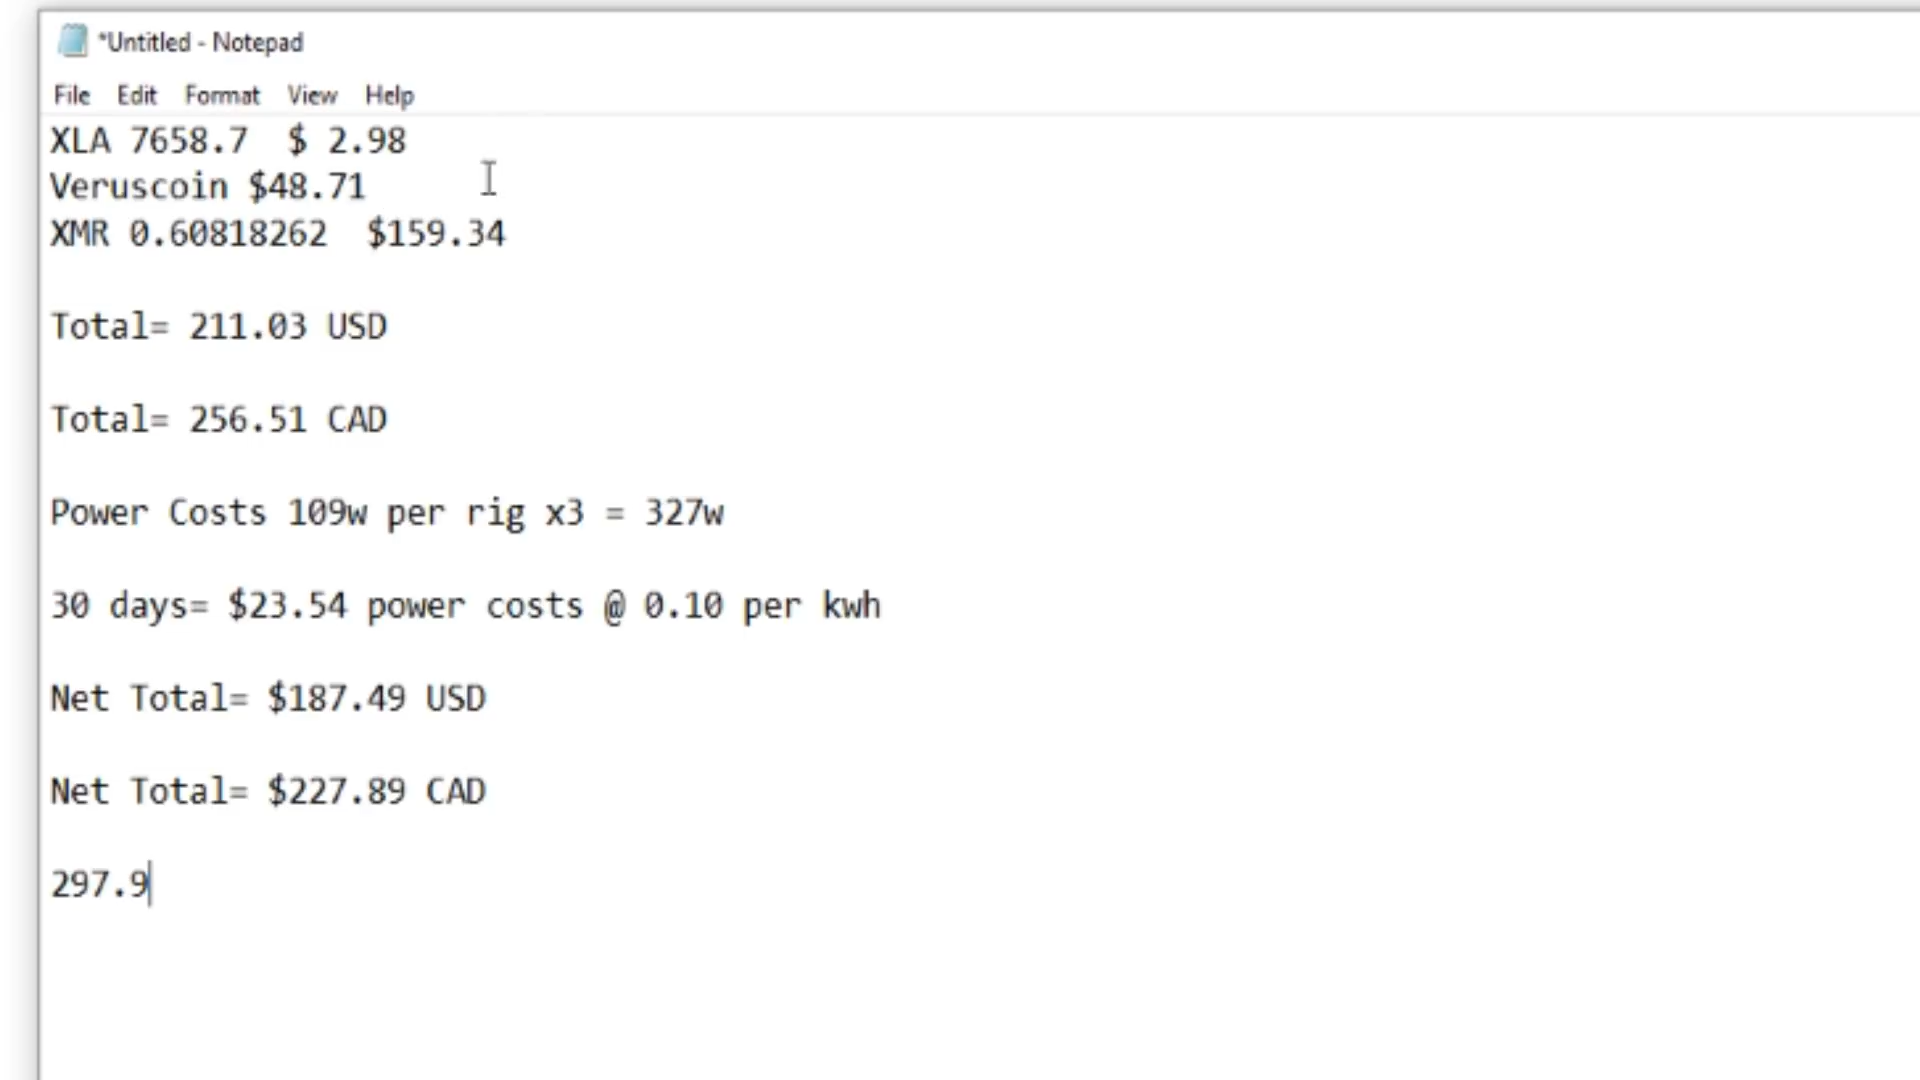 *Untitled - Notepad
File Edit Format View Help
XLA 7658.7  $ 2.98
Veruscoin $48.71
XMR 0.60818262  $159.34
Total= 211.03 USD
Total= 256.51 CAD
Power Costs 109w per rig x3 = 327w
30 days= $23.54 power costs @ 0.10 per kwh
Net Total= $187.49 USD
Net Total= $227.89 CAD
297.9